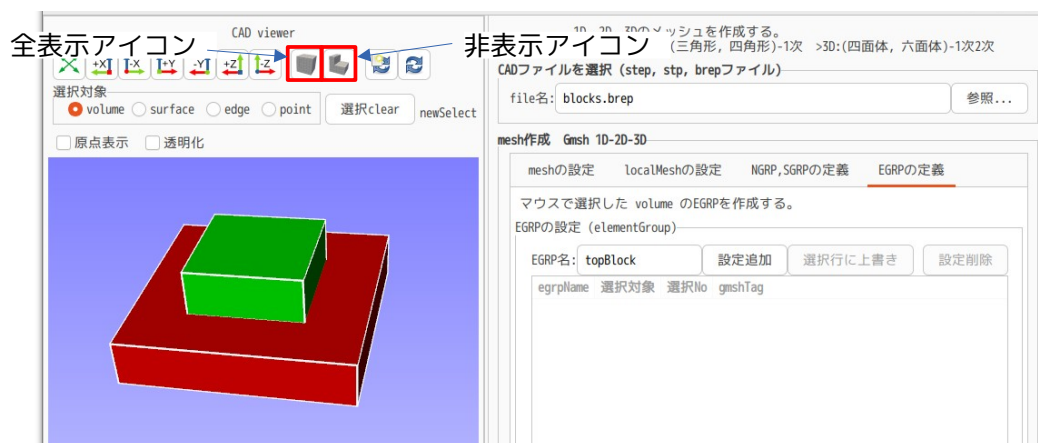 CAD viewer
全表示アイコン
非表示アイコン
+X -X +Y -Y +Z -Z
選択対象
volume surface edge point 選択clear newSelect
原点表示 透明化
1D, 2D, 3Dのメッシュを作成する。
(三角形, 四角形)-1次 >3D:(四面体, 六面体)-1次2次
CADファイルを選択 (step, stp, brepファイル)
file名: blocks.brep 参照...
mesh作成 Gmsh 1D-2D-3D
meshの設定 localMeshの設定 NGRP,SGRPの定義 EGRPの定義
マウスで選択した volume のEGRPを作成する。
EGRPの設定 (elementGroup)
EGRP名: topBlock 設定追加 選択行に上書き 設定削除
egrpName 選択対象 選択No gmshTag